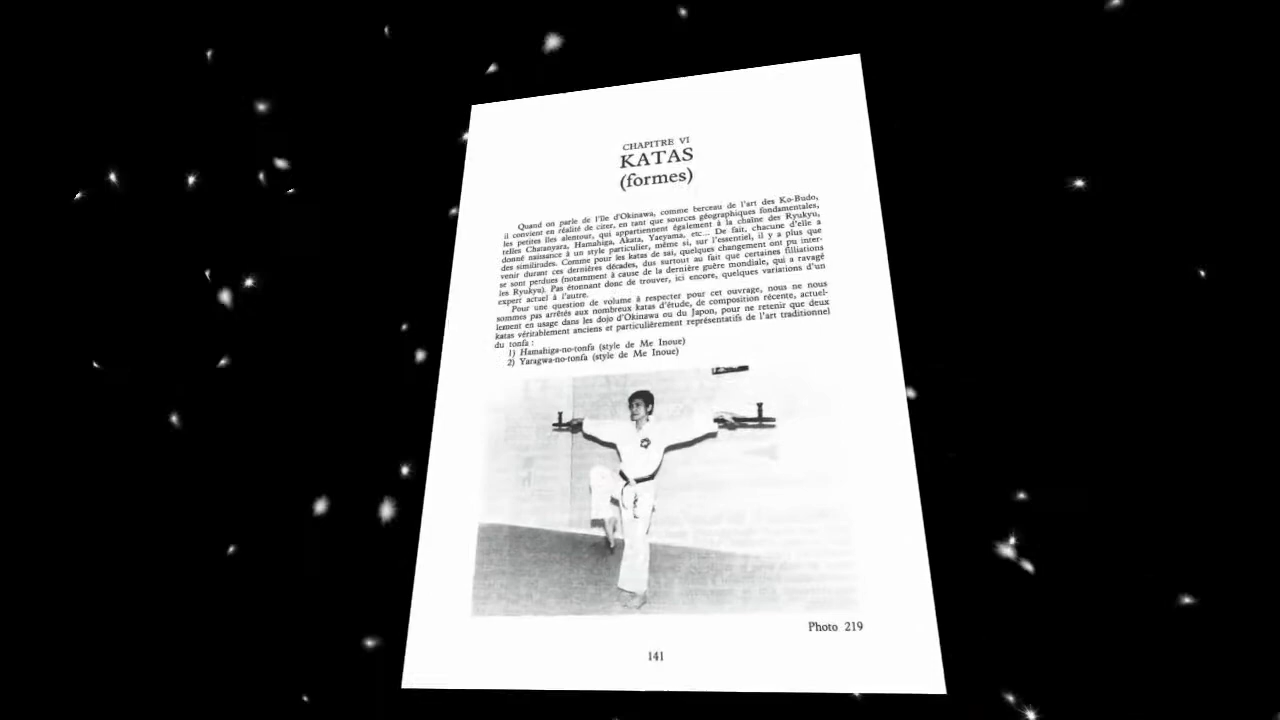 CHAPITRE VI
KATAS
(formes)
Quand on parle de l'île d'Okinawa, comme berceau de l'art des Ko-Budo,
il convient en réalité de citer, en tant que sources géographiques fondamentales,
les petites îles alentour, qui appartiennent également à la chaîne des Ryukyu,
telles Chatanyara, Hamahiga, Akata, Yaeyama, etc... De fait, chacune d'elle a
donné naissance à un style particulier, même si, sur l'essentiel, il y a plus que
des similitudes. Comme pour les katas de sai, quelques changement ont pu inter-
venir durant ces dernières décades, dus surtout au fait que certaines filliations
se sont perdues (notamment à cause de la dernière guère mondiale, qui a ravagé
les Ryukyu). Pas étonnant donc de trouver, ici encore, quelques variations d'un
expert actuel à l'autre.
Pour une question de volume à respecter pour cet ouvrage, nous ne nous
sommes pas arrêtés aux nombreux katas d'étude, de composition récente, actuel-
lement en usage dans les dojo d'Okinawa ou du Japon, pour ne retenir que deux
katas véritablement anciens et particulièrement représentatifs de l'art traditionnel
du tonfa :
1) Hamahiga-no-tonfa (style de Me Inoue)
2) Yaragwa-no-tonfa (style de Me Inoue)
Photo 219
141